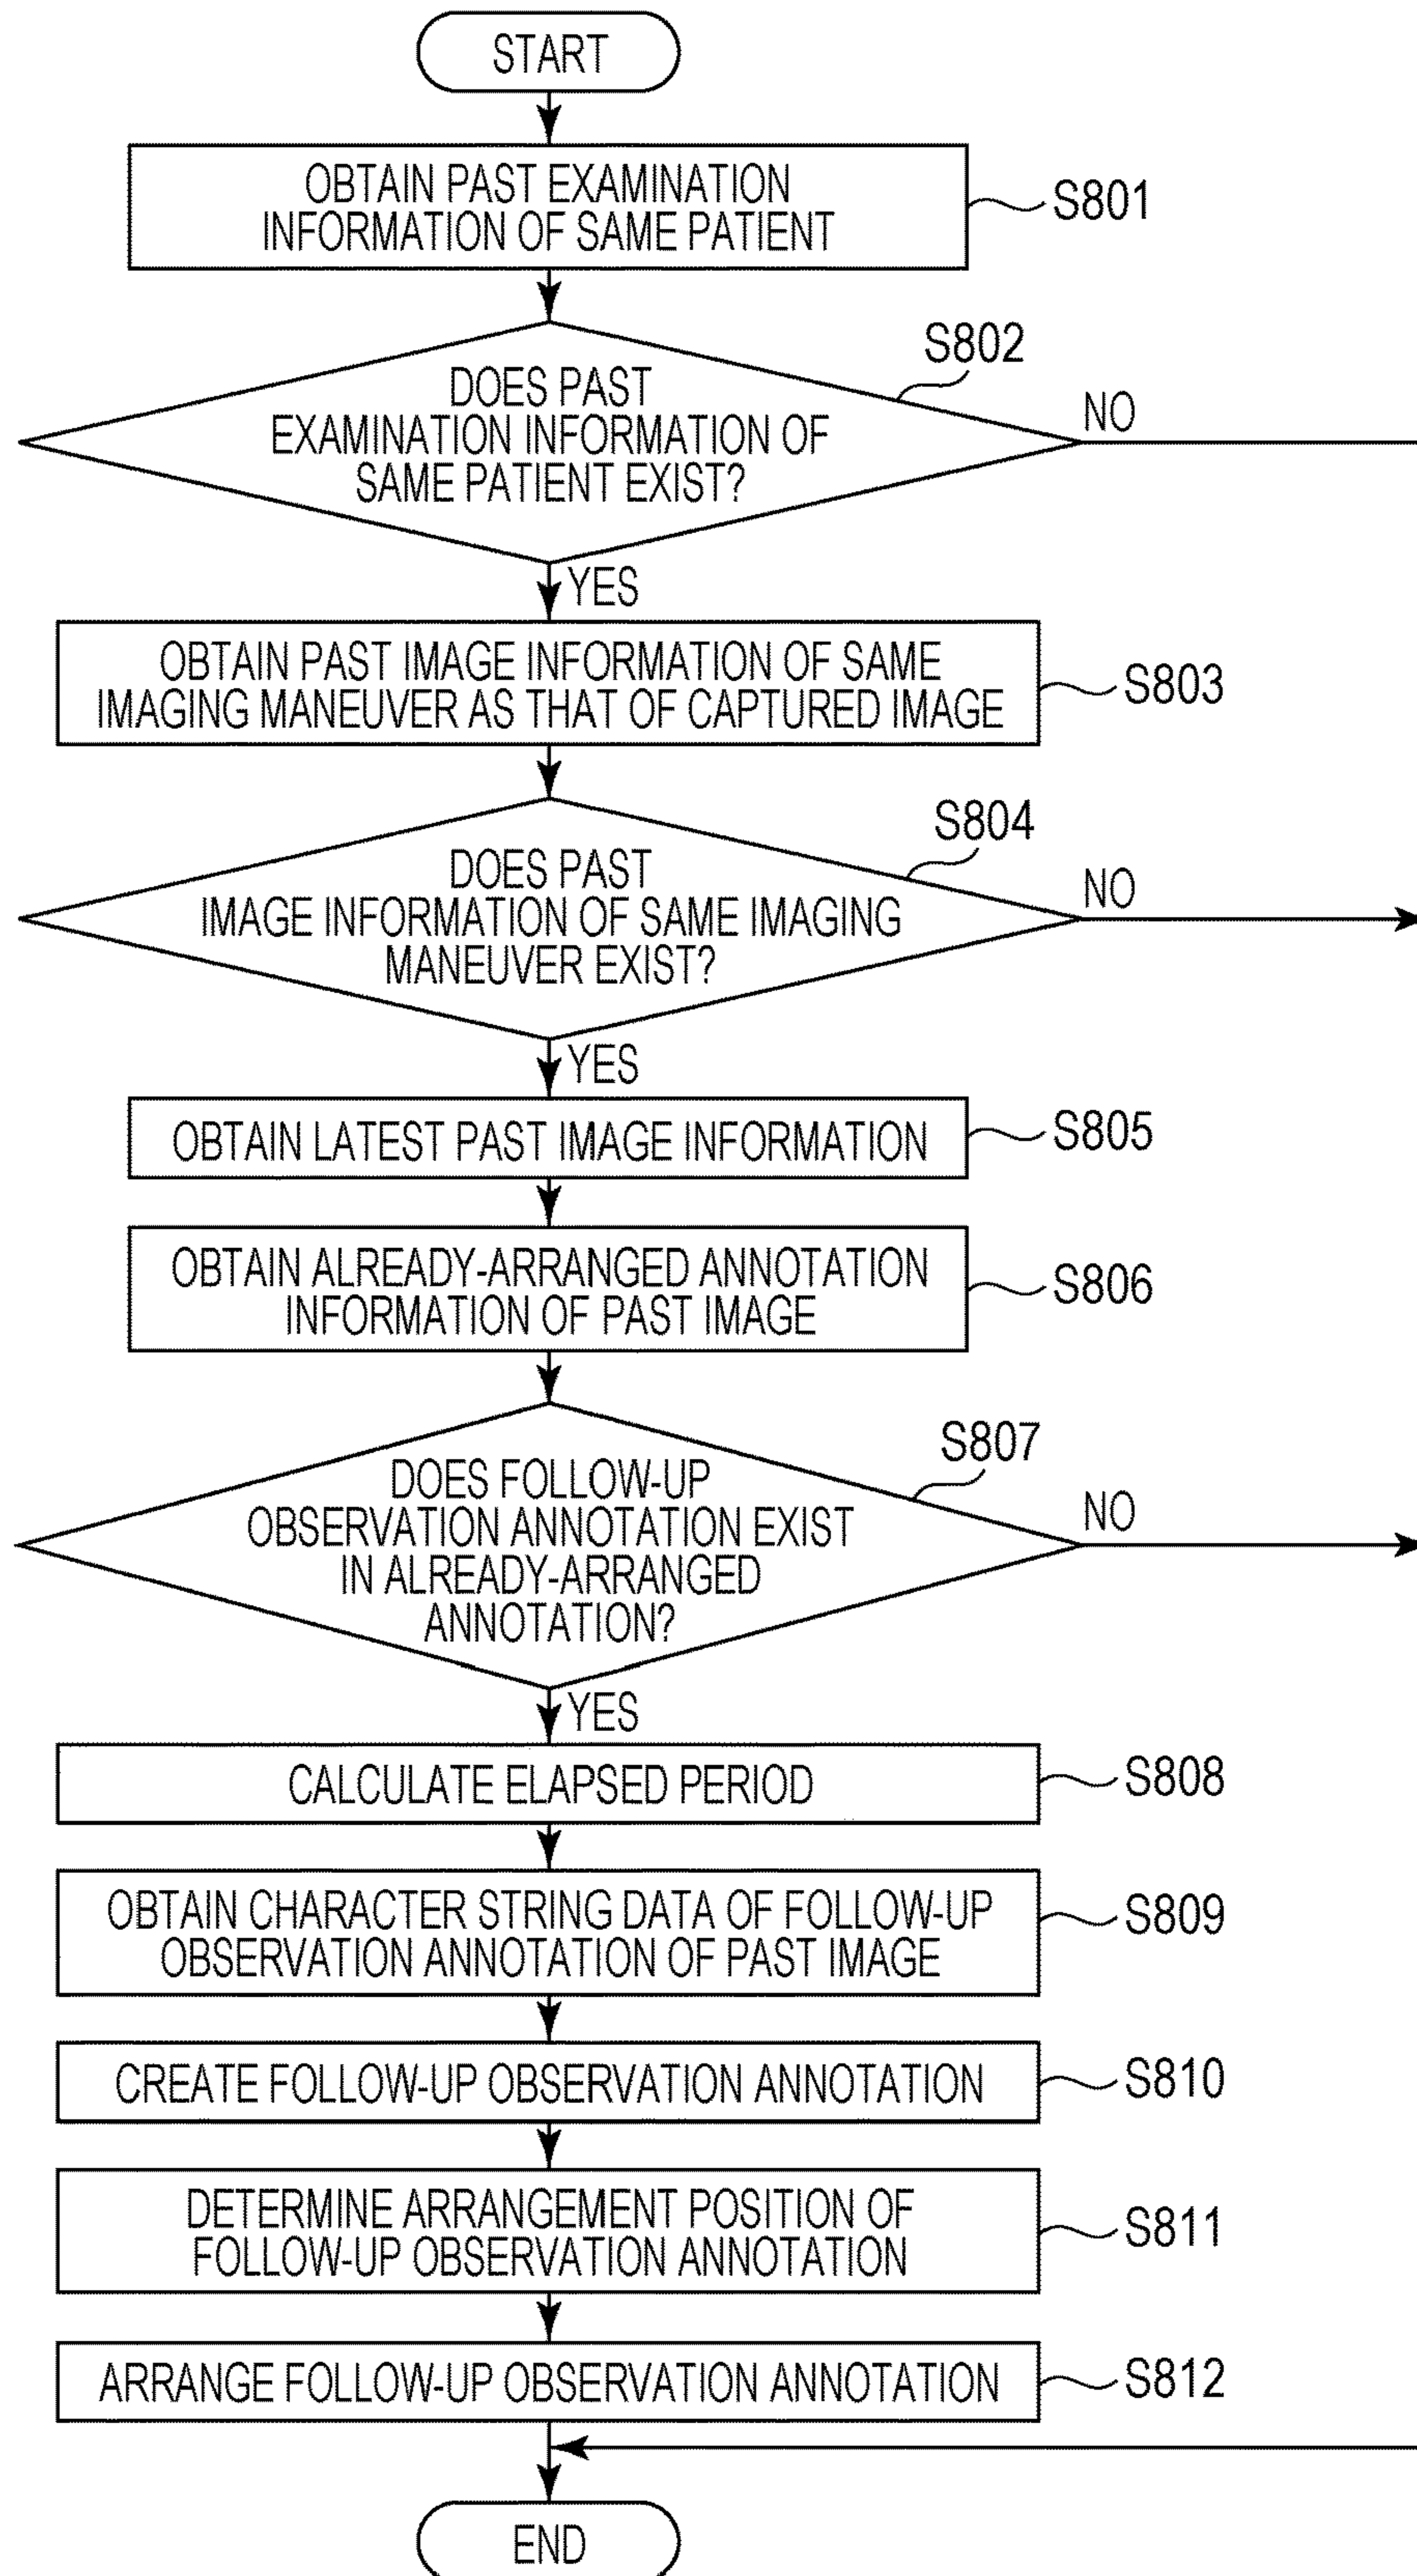 START
OBTAIN PAST EXAMINATION
INFORMATION OF SAME PATIENT
S801
S802
DOES PAST
EXAMINATION INFORMATION OF
SAME PATIENT EXIST?
NO
YES
OBTAIN PAST IMAGE INFORMATION OF SAME
IMAGING MANEUVER AS THAT OF CAPTURED IMAGE
S803
S804
DOES PAST
IMAGE INFORMATION OF SAME IMAGING
MANEUVER EXIST?
NO
YES
OBTAIN LATEST PAST IMAGE INFORMATION
S805
OBTAIN ALREADY-ARRANGED ANNOTATION
INFORMATION OF PAST IMAGE
S806
S807
DOES FOLLOW-UP
OBSERVATION ANNOTATION EXIST
IN ALREADY-ARRANGED
ANNOTATION?
NO
YES
CALCULATE ELAPSED PERIOD
S808
OBTAIN CHARACTER STRING DATA OF FOLLOW-UP
OBSERVATION ANNOTATION OF PAST IMAGE
S809
CREATE FOLLOW-UP OBSERVATION ANNOTATION
S810
DETERMINE ARRANGEMENT POSITION OF
FOLLOW-UP OBSERVATION ANNOTATION
S811
ARRANGE FOLLOW-UP OBSERVATION ANNOTATION
S812
END